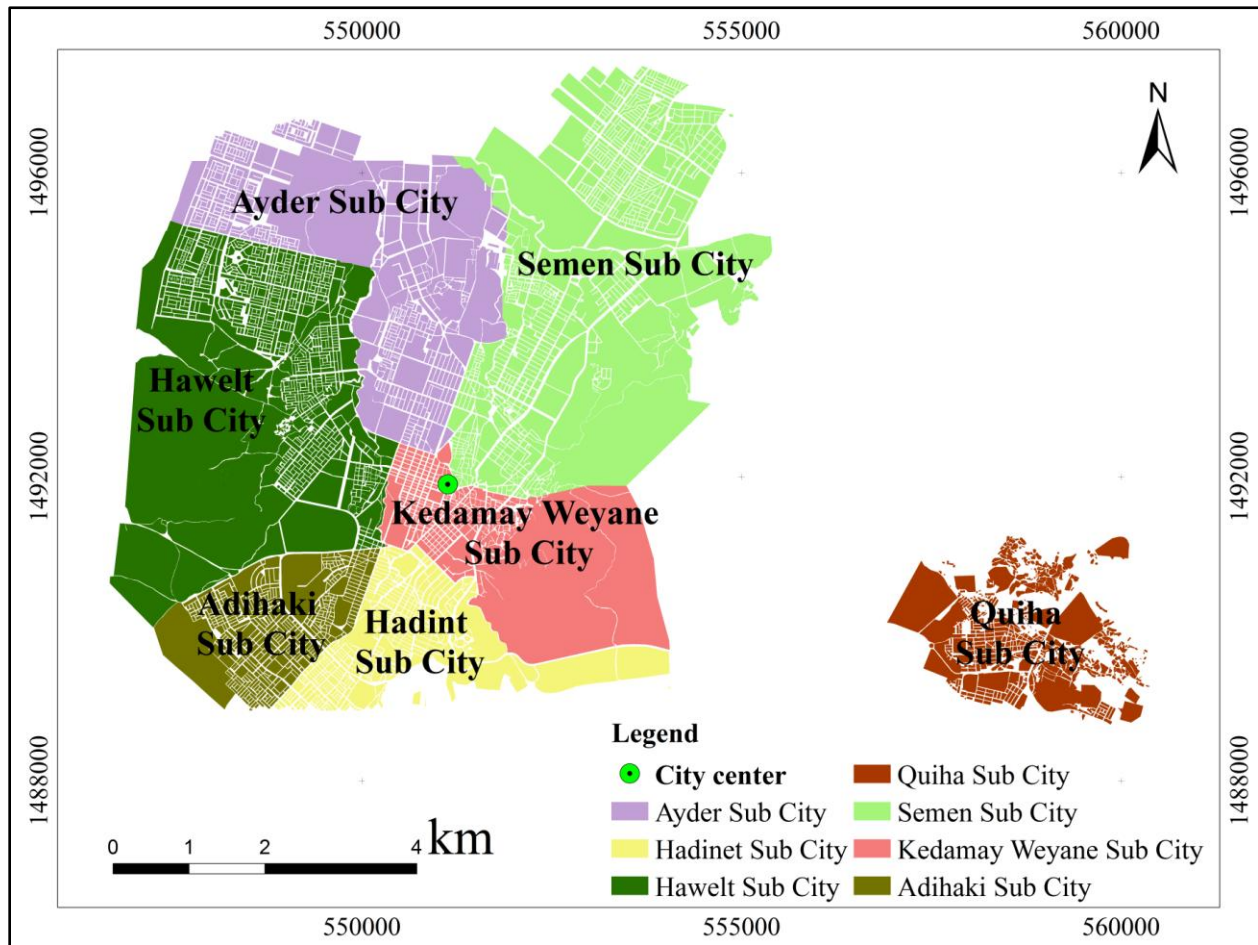 550000 555000 560000
N
1496000 1496000
Ayder Sub City
Semen Sub City
Hawelt
Sub City
1492000 1492000
Kedamay Weyane
Sub City
Adihaki
Sub City
Hadint
Sub City
Quiha
Sub City
1488000 1488000
Legend
City center
Ayder Sub City
Hadinet Sub City
Hawelt Sub City
Quiha Sub City
Semen Sub City
Kedamay Weyane Sub City
Adihaki Sub City
0 1 2 4 km
550000 555000 560000